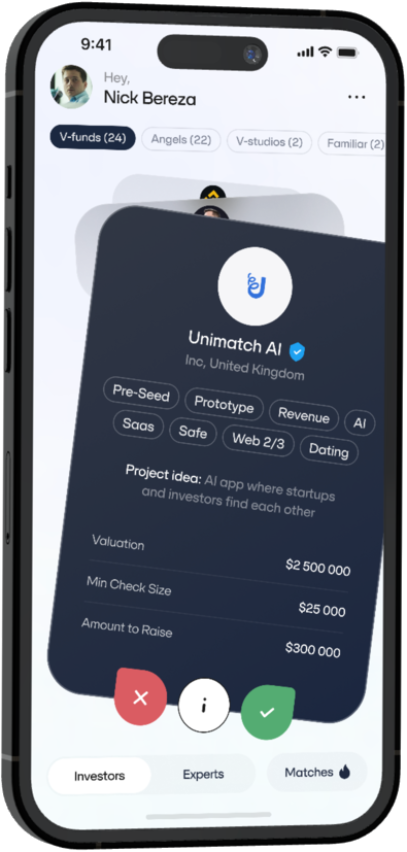 9:41
Hey,
Nick Bereza
V-funds (24) Angels (22) V-studios (2) Familiar (2)
Unimatch AI
Inc, United Kingdom
Pre-Seed Prototype Revenue AI
Saas Safe Web 2/3 Dating
Project idea: AI app where startups
and investors find each other
Valuation $2 500 000
Min Check Size $25 000
Amount to Raise $300 000
i
Investors Experts Matches